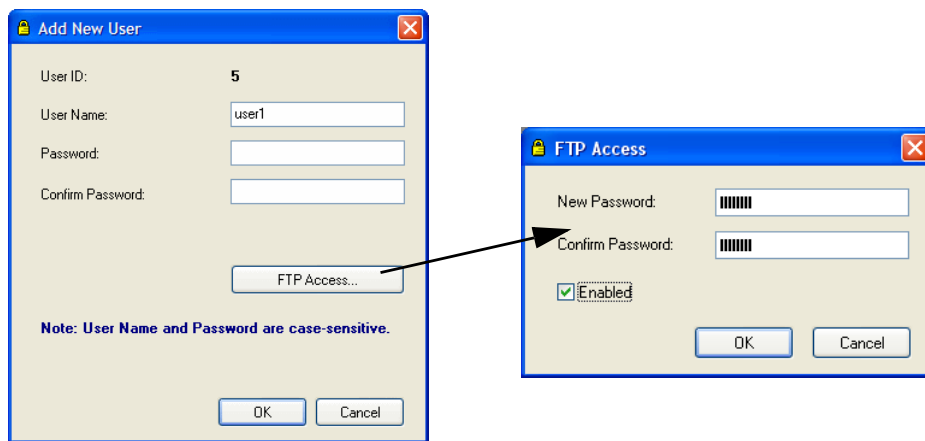 Add New User
User ID: 5
User Name: user1
Password:
Confirm Password:
FTP Access...
Note: User Name and Password are case-sensitive.
OK Cancel
FTP Access
New Password:
Confirm Password:
Enabled
OK Cancel